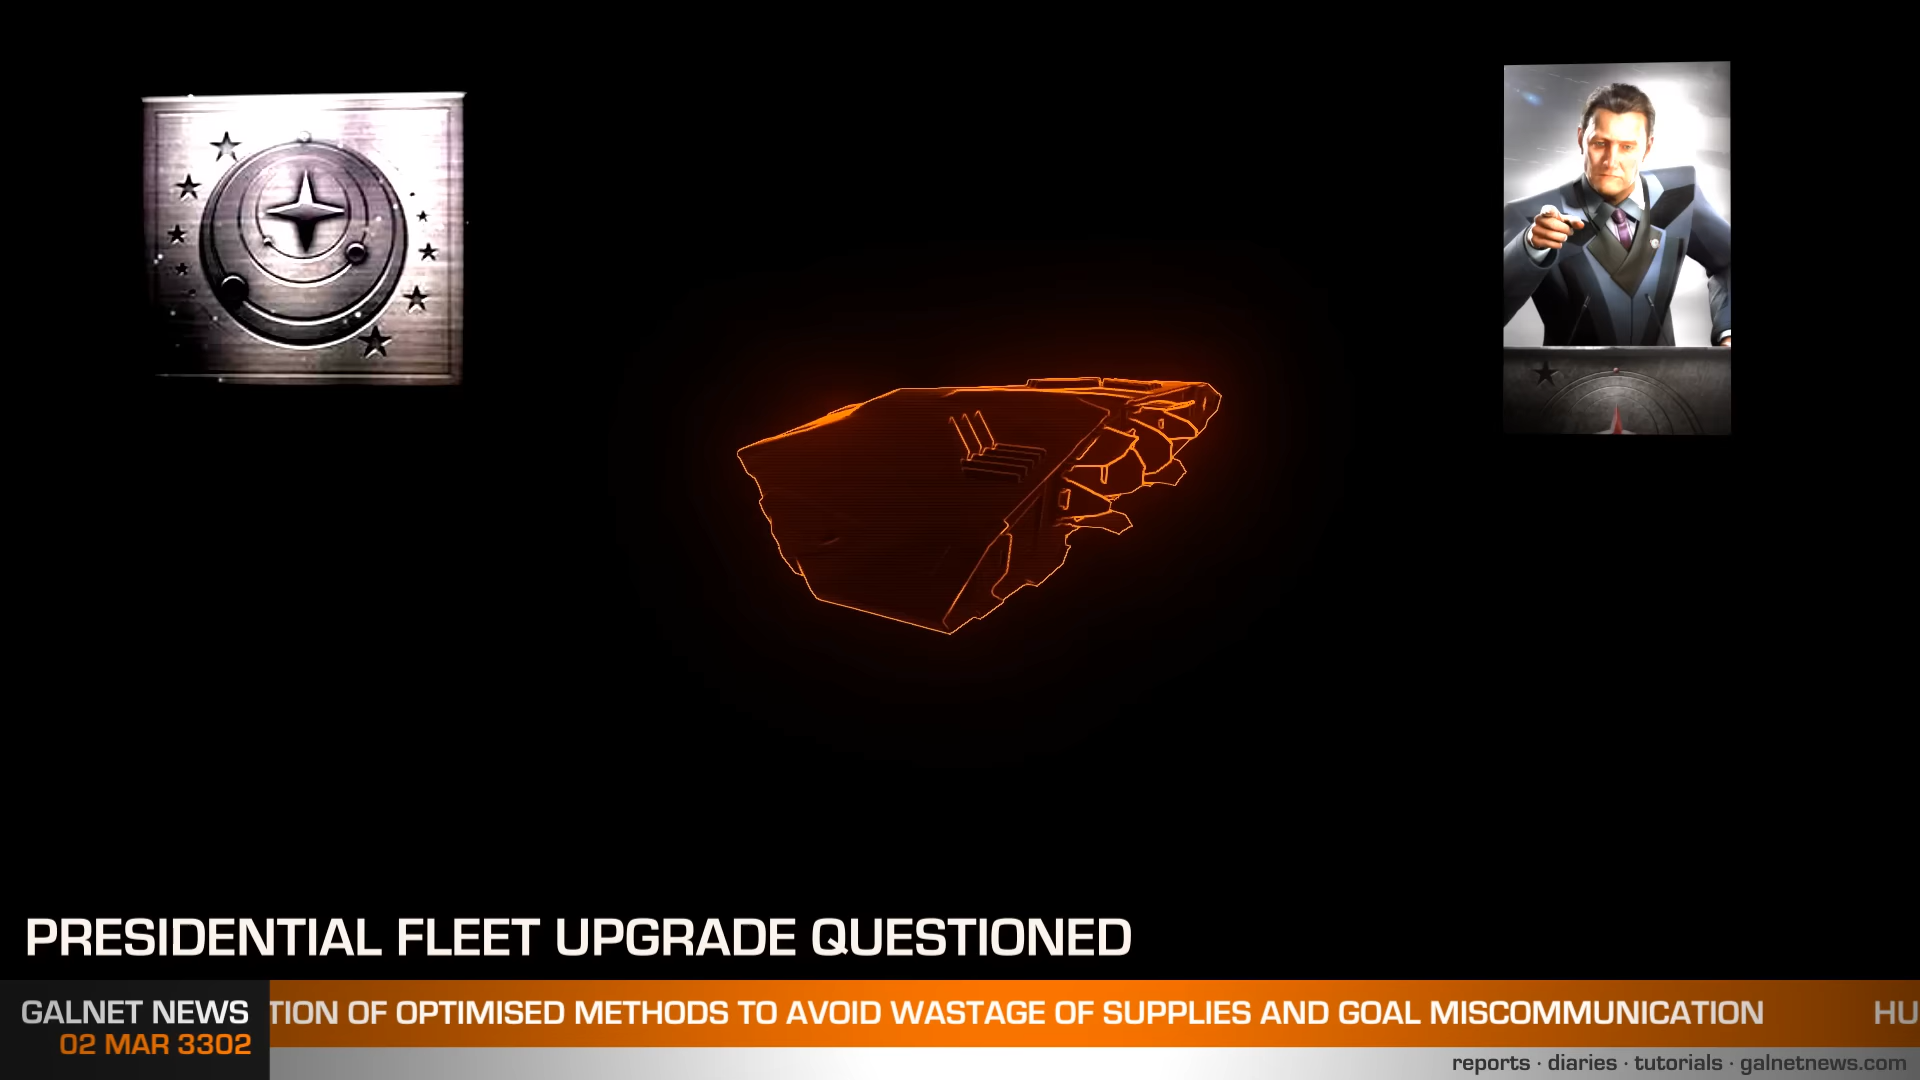 PRESIDENTIAL FLEET UPGRADE QUESTIONED
GALNET NEWS
02 MAR 3302
TION OF OPTIMISED METHODS TO AVOID WASTAGE OF SUPPLIES AND GOAL MISCOMMUNICATION HU
reports · diaries · tutorials · galnetnews.com